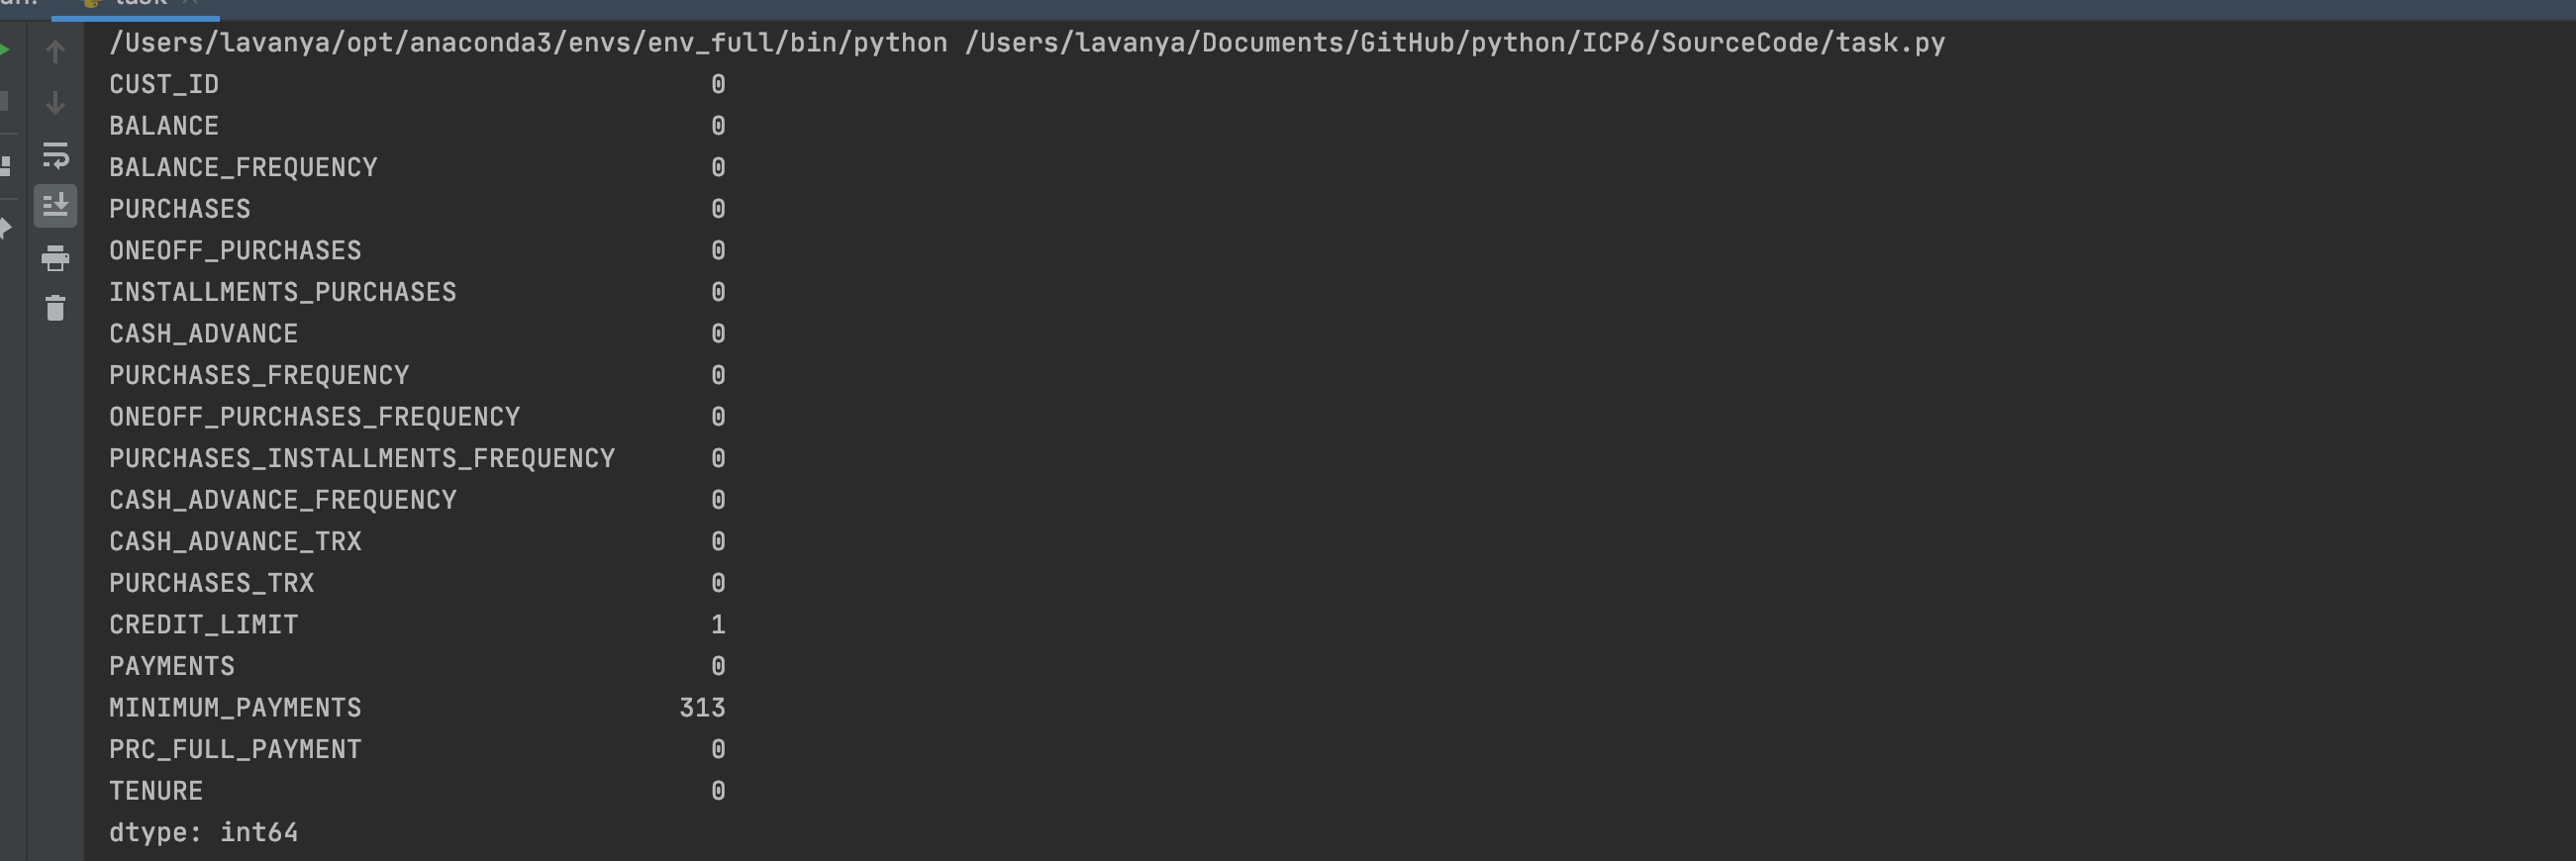 task
/Users/lavanya/opt/anaconda3/envs/env_full/bin/python /Users/lavanya/Documents/GitHub/python/ICP6/SourceCode/task.py
CUST_ID 0
BALANCE 0
BALANCE_FREQUENCY 0
PURCHASES 0
ONEOFF_PURCHASES 0
INSTALLMENTS_PURCHASES 0
CASH_ADVANCE 0
PURCHASES_FREQUENCY 0
ONEOFF_PURCHASES_FREQUENCY 0
PURCHASES_INSTALLMENTS_FREQUENCY 0
CASH_ADVANCE_FREQUENCY 0
CASH_ADVANCE_TRX 0
PURCHASES_TRX 0
CREDIT_LIMIT 1
PAYMENTS 0
MINIMUM_PAYMENTS 313
PRC_FULL_PAYMENT 0
TENURE 0
dtype: int64